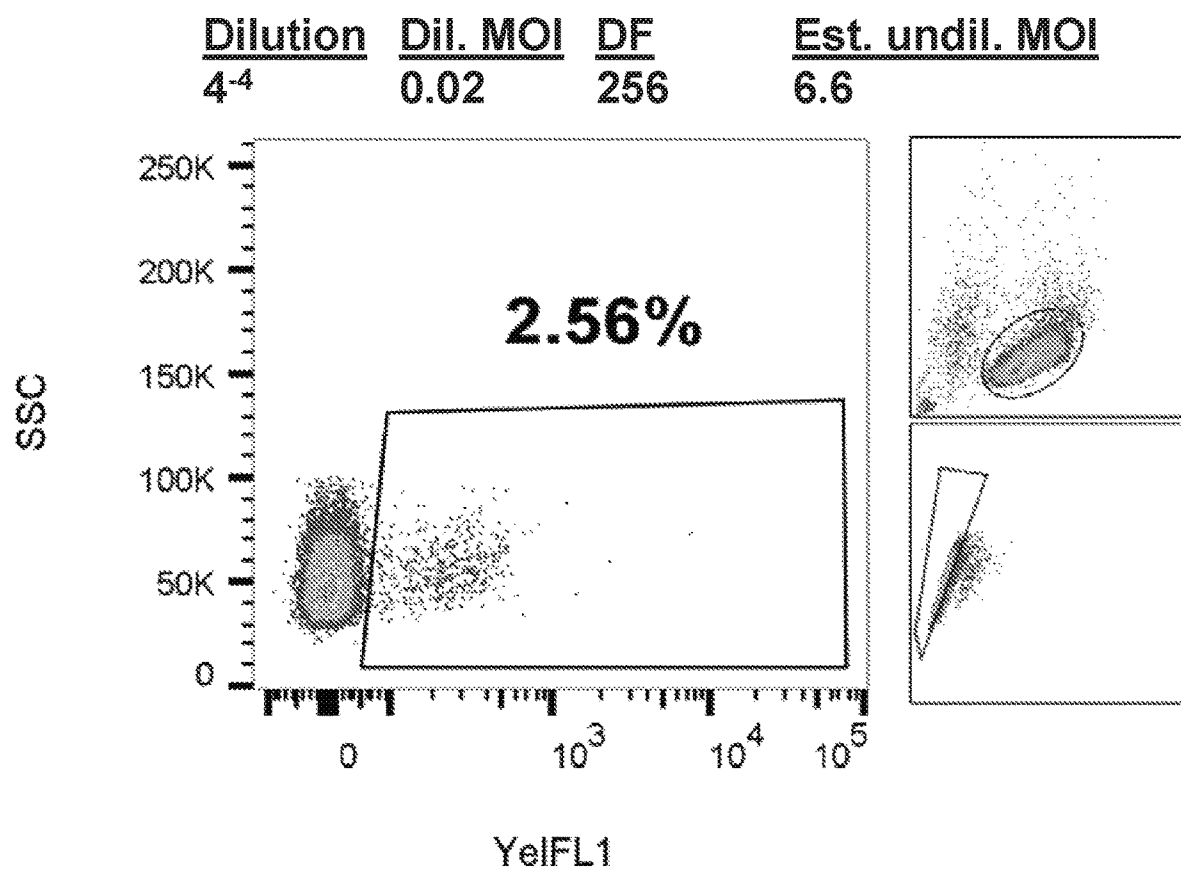 Dilution Dil. MOI DF Est. undil. MOI
4⁻⁴ 0.02 256 6.6
250K
200K
2.56%
150K
SSC
100K
50K
0
0 10³ 10⁴ 10⁵
YelFL1